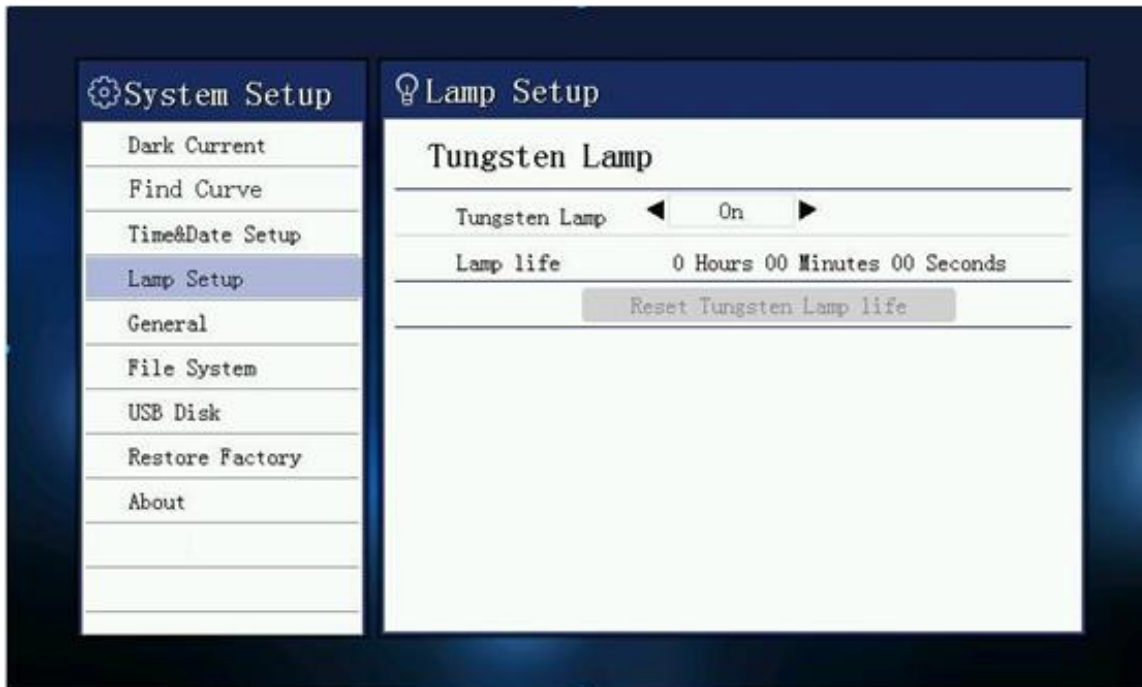 System Setup
Dark Current
Find Curve
Time&Date Setup
Lamp Setup
General
File System
USB Disk
Restore Factory
About
Lamp Setup
Tungsten Lamp
Tungsten Lamp ◀ On ▶
Lamp life 0 Hours 00 Minutes 00 Seconds
Reset Tungsten Lamp life